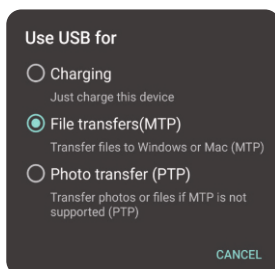 Use USB for
Charging
Just charge this device
File transfers(MTP)
Transfer files to Windows or Mac (MTP)
Photo transfer (PTP)
Transfer photos or files if MTP is not
supported (PTP)
CANCEL